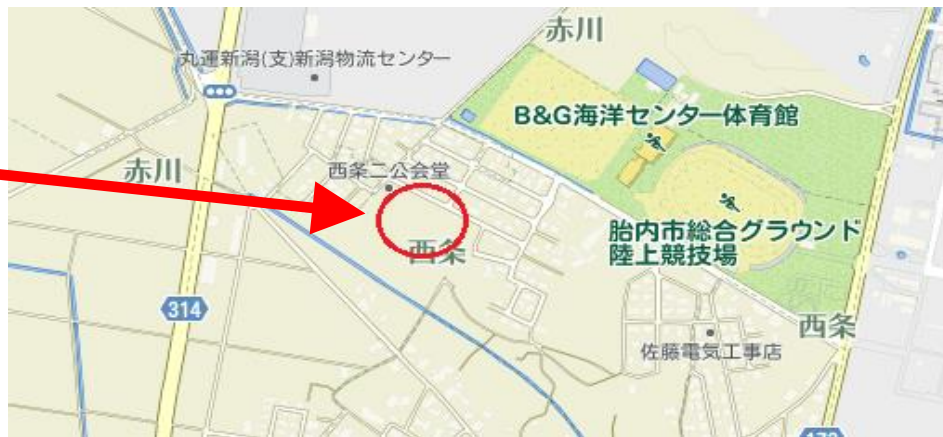 赤川
丸運新潟(支)新潟物流センター
B&G海洋センター体育館
赤川
西条二公会堂
胎内市総合グラウンド
陸上競技場
西条
314
西条
佐藤電気工事店